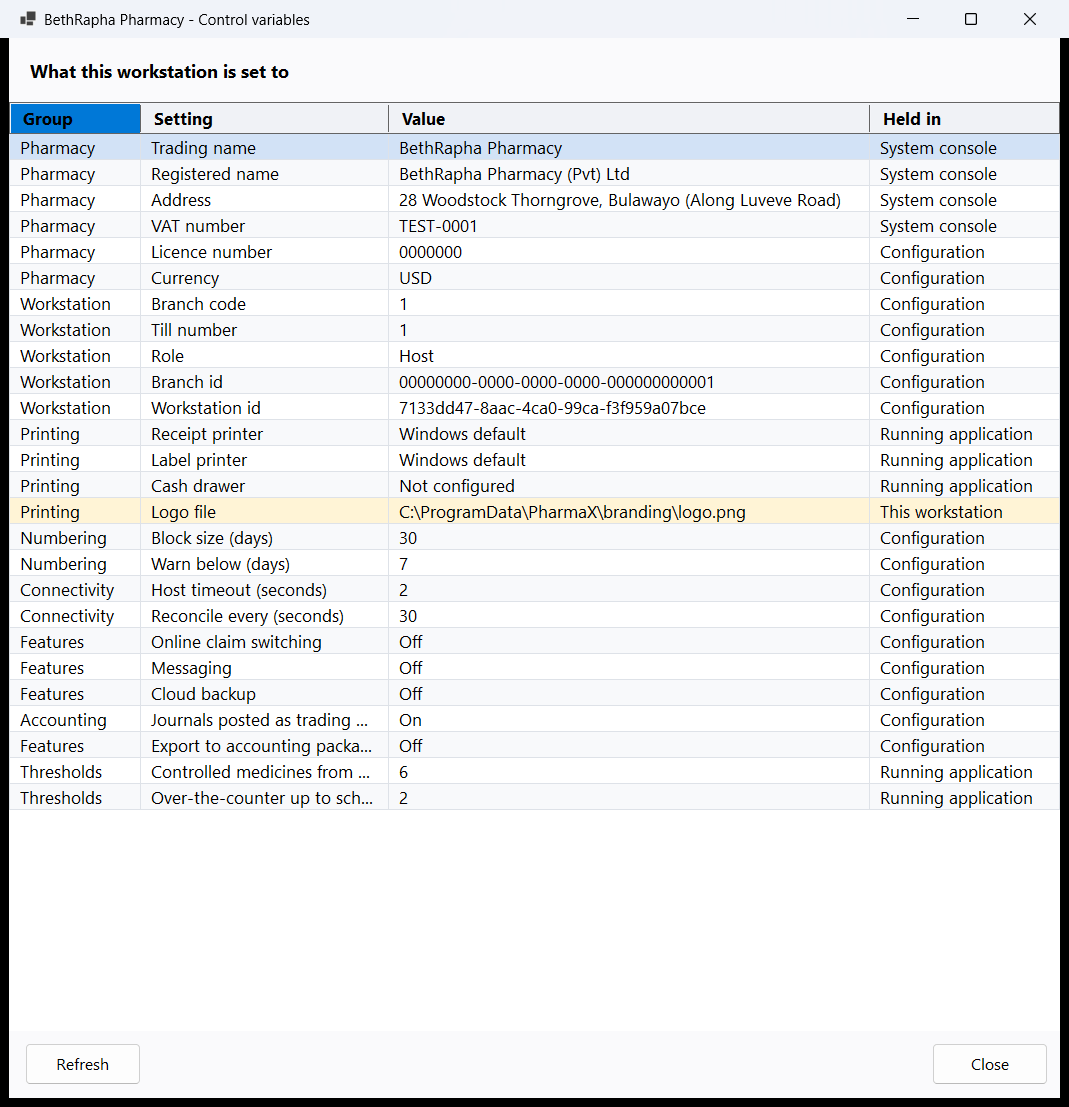 BethRapha Pharmacy - Control variables
What this workstation is set to
Group Setting Value Held in
Pharmacy Trading name BethRapha Pharmacy System console
Pharmacy Registered name BethRapha Pharmacy (Pvt) Ltd System console
Pharmacy Address 28 Woodstock Thorngrove, Bulawayo (Along Luveve Road) System console
Pharmacy VAT number TEST-0001 System console
Pharmacy Licence number 0000000 Configuration
Pharmacy Currency USD Configuration
Workstation Branch code 1 Configuration
Workstation Till number 1 Configuration
Workstation Role Host Configuration
Workstation Branch id 00000000-0000-0000-0000-000000000001 Configuration
Workstation Workstation id 7133dd47-8aac-4ca0-99ca-f3f959a07bce Configuration
Printing Receipt printer Windows default Running application
Printing Label printer Windows default Running application
Printing Cash drawer Not configured Running application
Printing Logo file C:\ProgramData\PharmaX\branding\logo.png This workstation
Numbering Block size (days) 30 Configuration
Numbering Warn below (days) 7 Configuration
Connectivity Host timeout (seconds) 2 Configuration
Connectivity Reconcile every (seconds) 30 Configuration
Features Online claim switching Off Configuration
Features Messaging Off Configuration
Features Cloud backup Off Configuration
Accounting Journals posted as trading ... On Configuration
Features Export to accounting packa... Off Configuration
Thresholds Controlled medicines from ... 6 Running application
Thresholds Over-the-counter up to sch... 2 Running application
Refresh Close